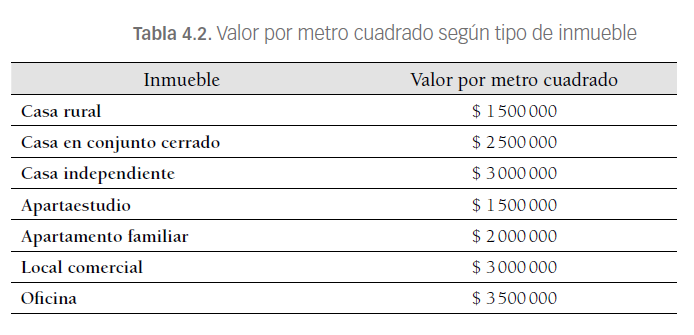 Tabla 4.2. Valor por metro cuadrado según tipo de inmueble
Inmueble Valor por metro cuadrado
Casa rural $ 1 500 000
Casa en conjunto cerrado $ 2 500 000
Casa independiente $ 3 000 000
Apartaestudio $ 1 500 000
Apartamento familiar $ 2 000 000
Local comercial $ 3 000 000
Oficina $ 3 500 000